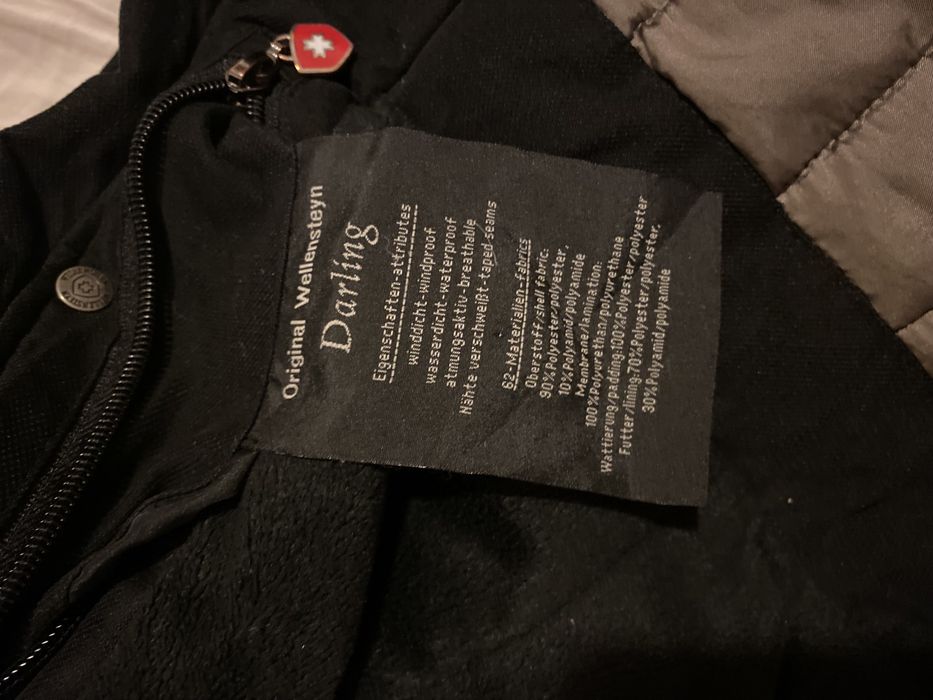 Original Wellensteyn
Darling
Eigenschaften-attributes
winddicht-windproof
wasserdicht-waterproof
atmungsaktiv-breathable
Nähte verschweißt-taped seams
62-Materialien-fabrics
Oberstoff/shell fabric:
90%Polyester/polyester,
10%Polyamid/polyamide
Membrane/lamination:
100%Polyurethan/polyurethane
Wattierung/padding:100%Polyester/polyester
Futter/lining:70%Polyester/polyester,
30%Polyamid/polyamide